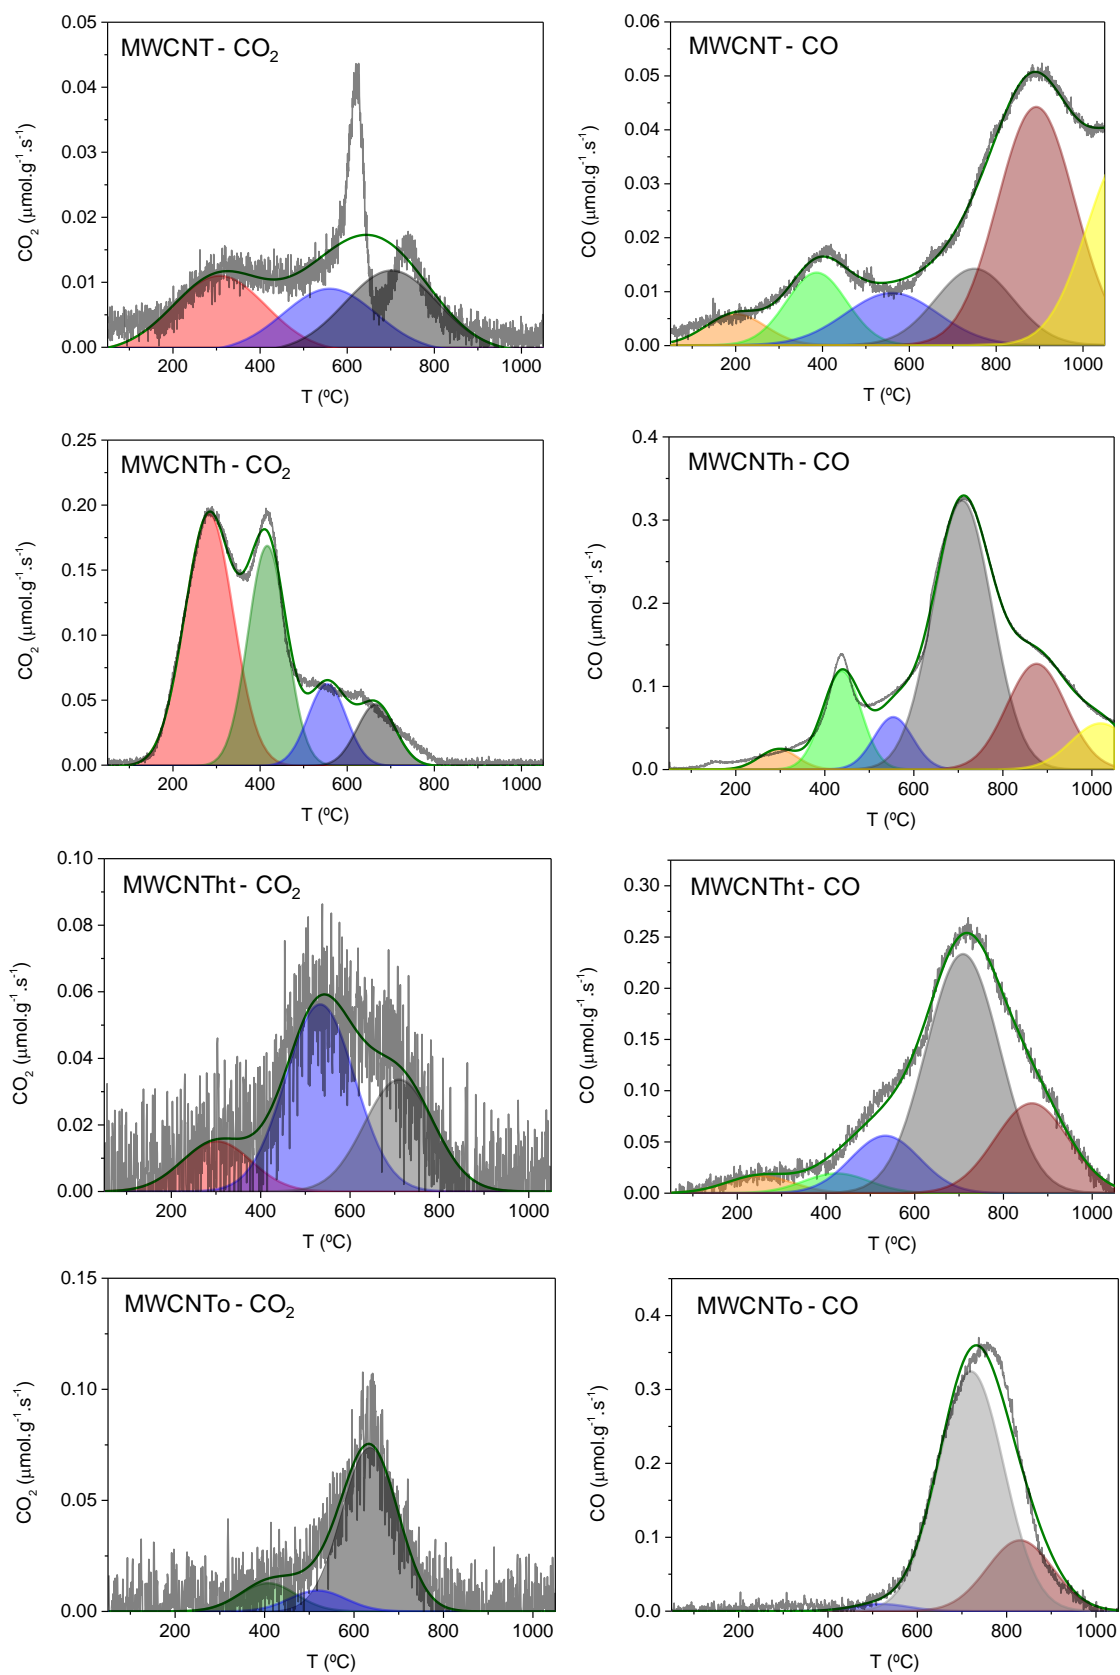 MWCNT - CO₂
0.05
0.04
0.03
0.02
0.01
0.00
CO₂ (μmol.g⁻¹.s⁻¹)
200 400 600 800 1000
T (ºC)
MWCNT - CO
0.06
0.05
0.04
0.03
0.02
0.01
0.00
CO (μmol.g⁻¹.s⁻¹)
200 400 600 800 1000
T (ºC)
MWCNTh - CO₂
0.25
0.20
0.15
0.10
0.05
0.00
CO₂ (μmol.g⁻¹.s⁻¹)
200 400 600 800 1000
T (ºC)
MWCNTh - CO
0.4
0.3
0.2
0.1
0.0
CO (μmol.g⁻¹.s⁻¹)
200 400 600 800 1000
T (ºC)
MWCNTht - CO₂
0.10
0.08
0.06
0.04
0.02
0.00
CO₂ (μmol.g⁻¹.s⁻¹)
200 400 600 800 1000
T (ºC)
MWCNTht - CO
0.30
0.25
0.20
0.15
0.10
0.05
0.00
CO (μmol.g⁻¹.s⁻¹)
200 400 600 800 1000
T (ºC)
MWCNTo - CO₂
0.15
0.10
0.05
0.00
CO₂ (μmol.g⁻¹.s⁻¹)
200 400 600 800 1000
T (ºC)
MWCNTo - CO
0.4
0.3
0.2
0.1
0.0
CO (μmol.g⁻¹.s⁻¹)
200 400 600 800 1000
T (ºC)